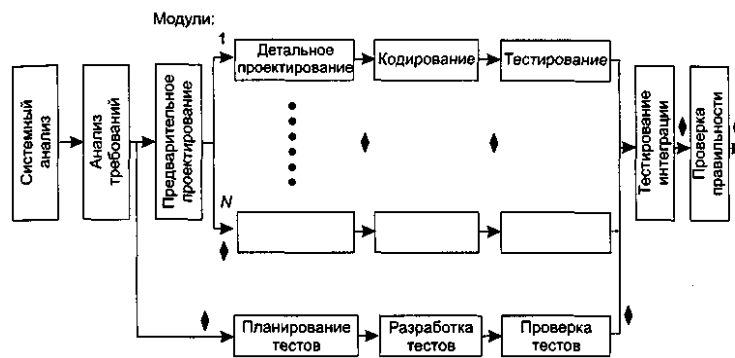 Модули:
1
Системный
анализ
Анализ
требований
Предварительное
проектирование
Детальное
проектирование
Кодирование
Тестирование
N
Тестирование
интеграции
Проверка
правильности
Планирование
тестов
Разработка
тестов
Проверка
тестов